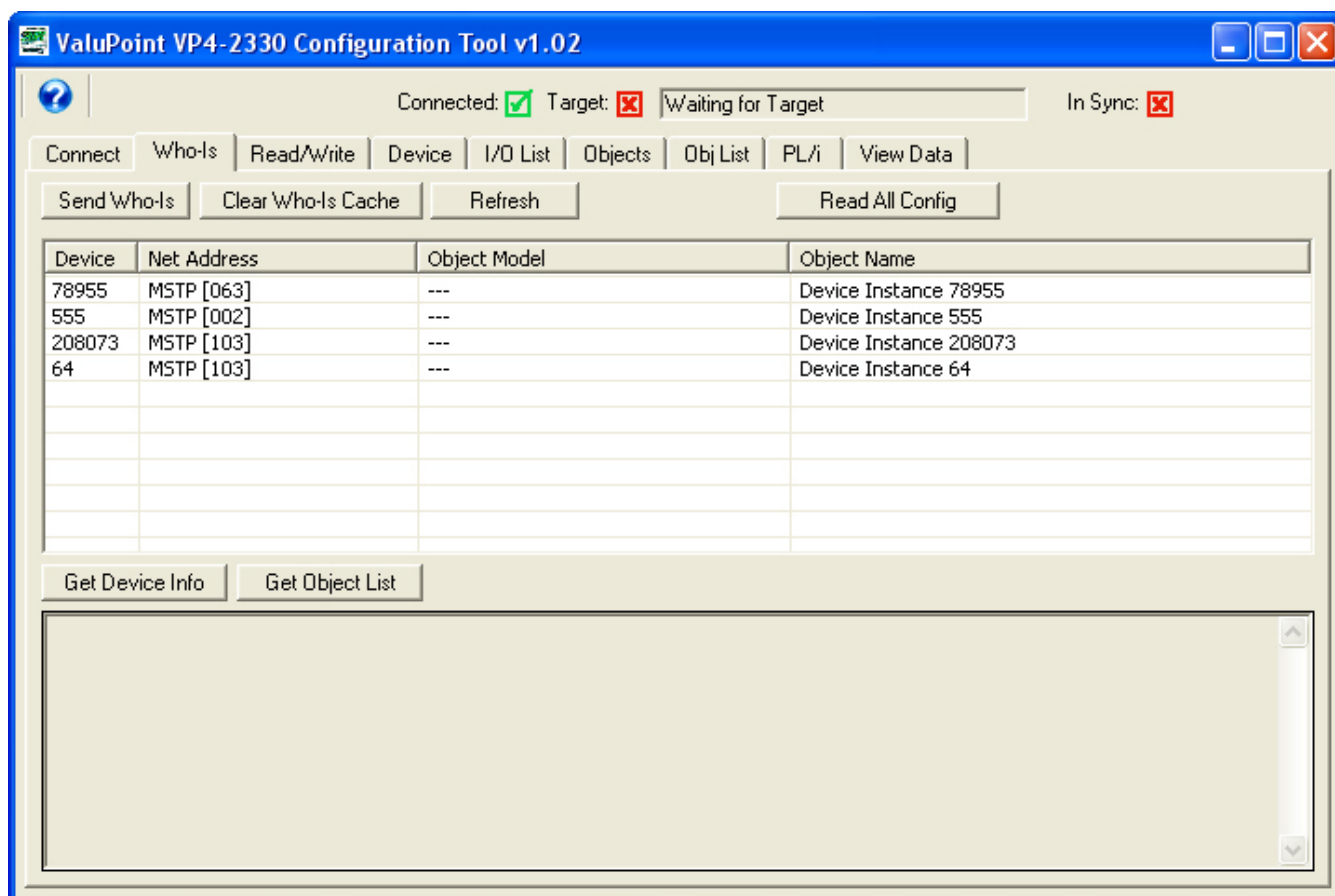 ValuPoint VP4-2330 Configuration Tool v1.02
Connected: Target: Waiting for Target In Sync:
Connect Who-Is Read/Write Device I/O List Objects Obj List PL/i View Data
Send Who-Is Clear Who-Is Cache Refresh Read All Config
Device Net Address Object Model Object Name
78955 MSTP [063] --- Device Instance 78955
555 MSTP [002] --- Device Instance 555
208073 MSTP [103] --- Device Instance 208073
64 MSTP [103] --- Device Instance 64
Get Device Info Get Object List